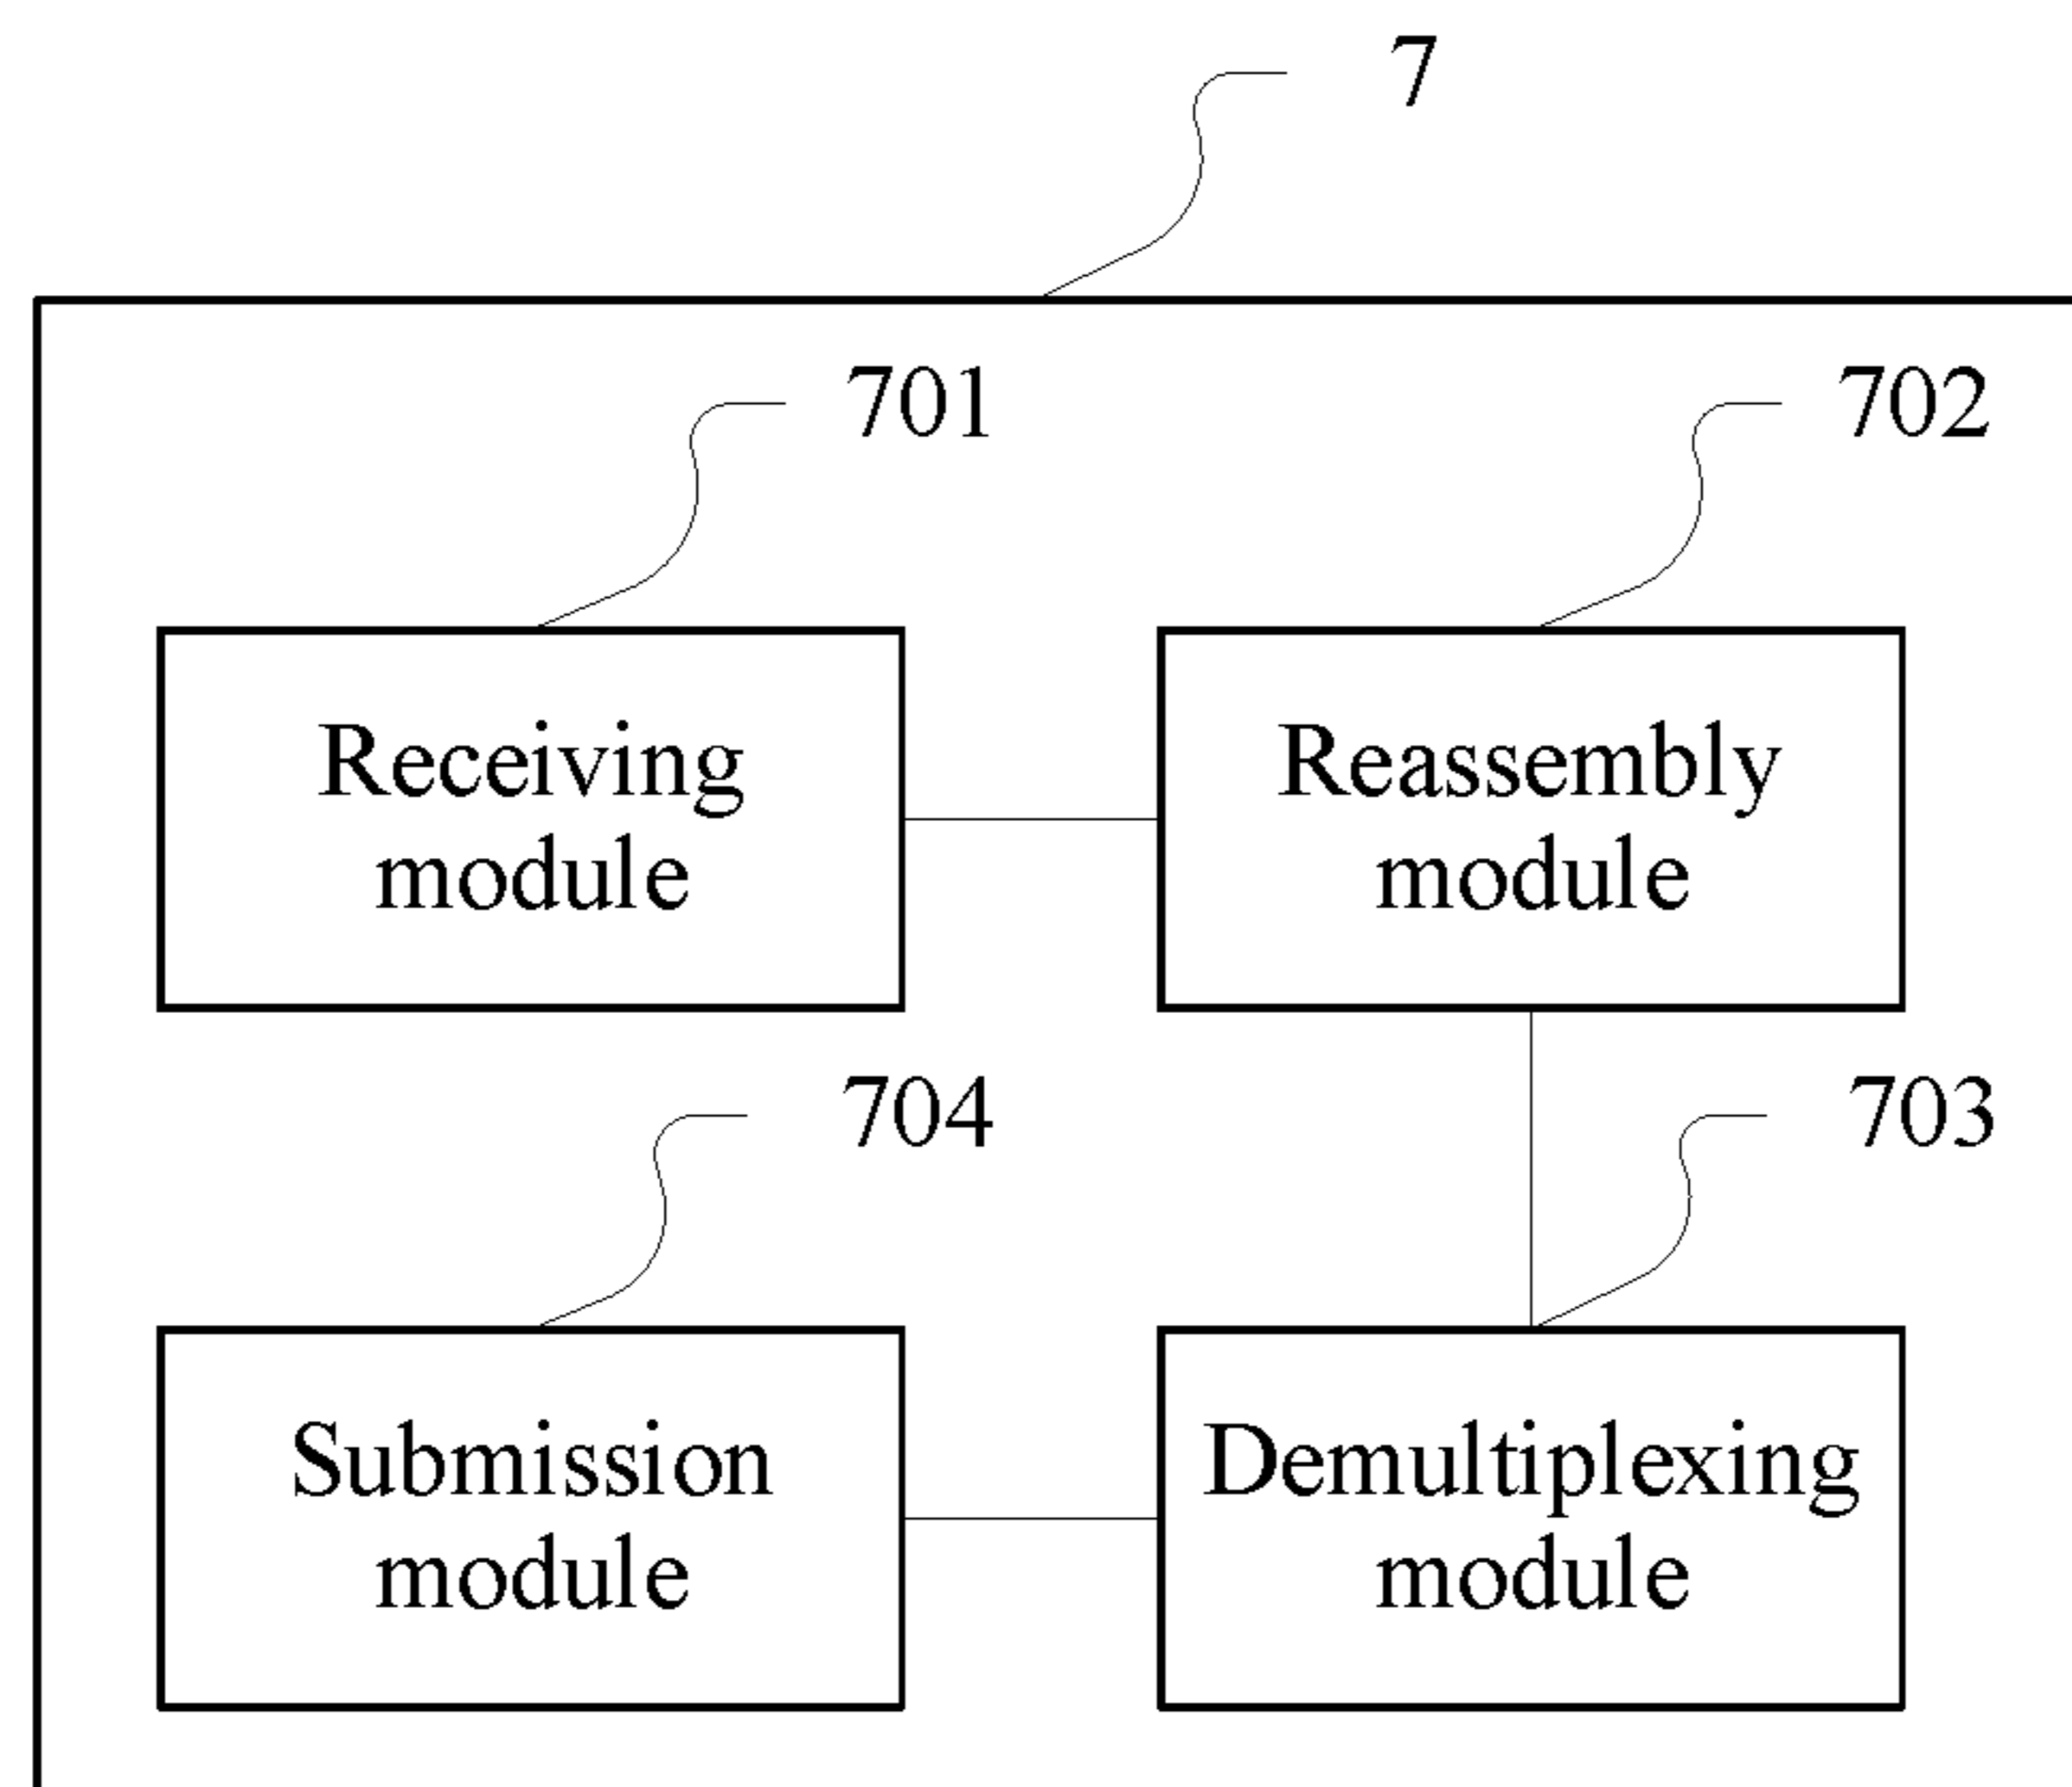 7
701
702
Receiving
module
Reassembly
module
704
703
Submission
module
Demultiplexing
module